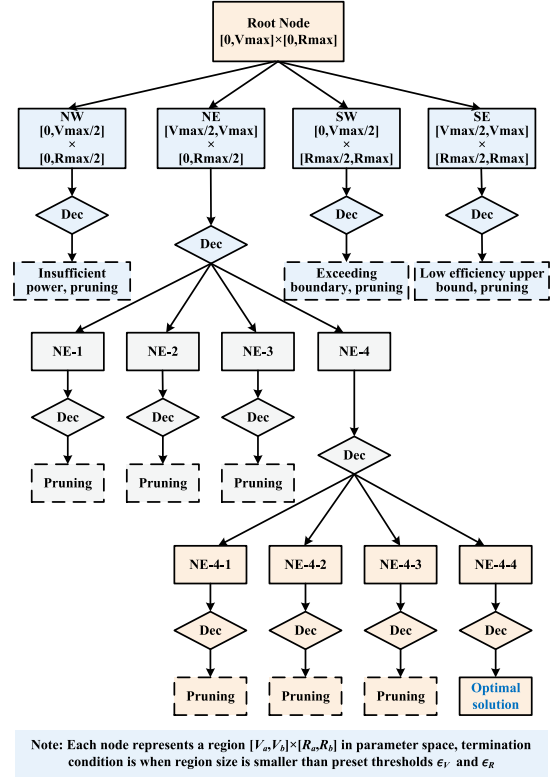 Root Node
[0,Vmax]×[0,Rmax]
NW
[0,Vmax/2]
×
[0,Rmax/2]
NE
[Vmax/2,Vmax]
×
[0,Rmax/2]
SW
[0,Vmax/2]
×
[Rmax/2,Rmax]
SE
[Vmax/2,Vmax]
×
[Rmax/2,Rmax]
Dec
Dec
Dec
Dec
Insufficient
power, pruning
Exceeding
boundary, pruning
Low efficiency upper
bound, pruning
NE-1
NE-2
NE-3
NE-4
Dec
Dec
Dec
Dec
Pruning
Pruning
Pruning
NE-4-1
NE-4-2
NE-4-3
NE-4-4
Dec
Dec
Dec
Dec
Pruning
Pruning
Pruning
Optimal
solution
Note: Each node represents a region [Vₐ,V_b]×[Rₐ,R_b] in parameter space, termination
condition is when region size is smaller than preset thresholds ϵ_V and ϵ_R